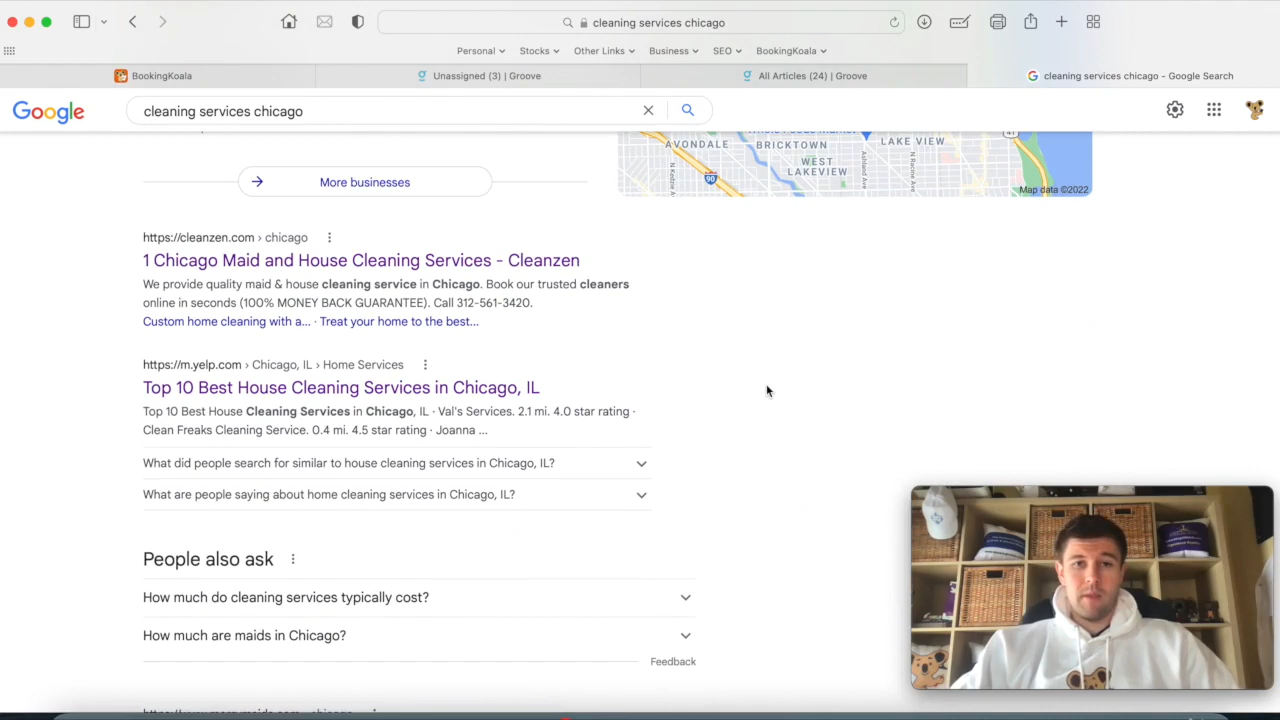 cleaning services chicago
Personal Stocks Other Links Business SEO BookingKoala
BookingKoala
Unassigned (3) | Groove
All Articles (24) | Groove
cleaning services chicago - Google Search
Google
cleaning services chicago
AVONDALE
BRICKTOWN
LAKE VIEW
WEST
LAKEVIEW
N Kedzie Av
Ashland Ave
N Racine Ave
90
41
Map data ©2022
More businesses
https://cleanzen.com › chicago
1 Chicago Maid and House Cleaning Services - Cleanzen
We provide quality maid & house cleaning service in Chicago. Book our trusted cleaners
online in seconds (100% MONEY BACK GUARANTEE). Call 312-561-3420.
Custom home cleaning with a... · Treat your home to the best...
https://m.yelp.com › Chicago, IL › Home Services
Top 10 Best House Cleaning Services in Chicago, IL
Top 10 Best House Cleaning Services in Chicago, IL · Val's Services. 2.1 mi. 4.0 star rating ·
Clean Freaks Cleaning Service. 0.4 mi. 4.5 star rating · Joanna ...
What did people search for similar to house cleaning services in Chicago, IL?
What are people saying about home cleaning services in Chicago, IL?
People also ask
How much do cleaning services typically cost?
How much are maids in Chicago?
Feedback